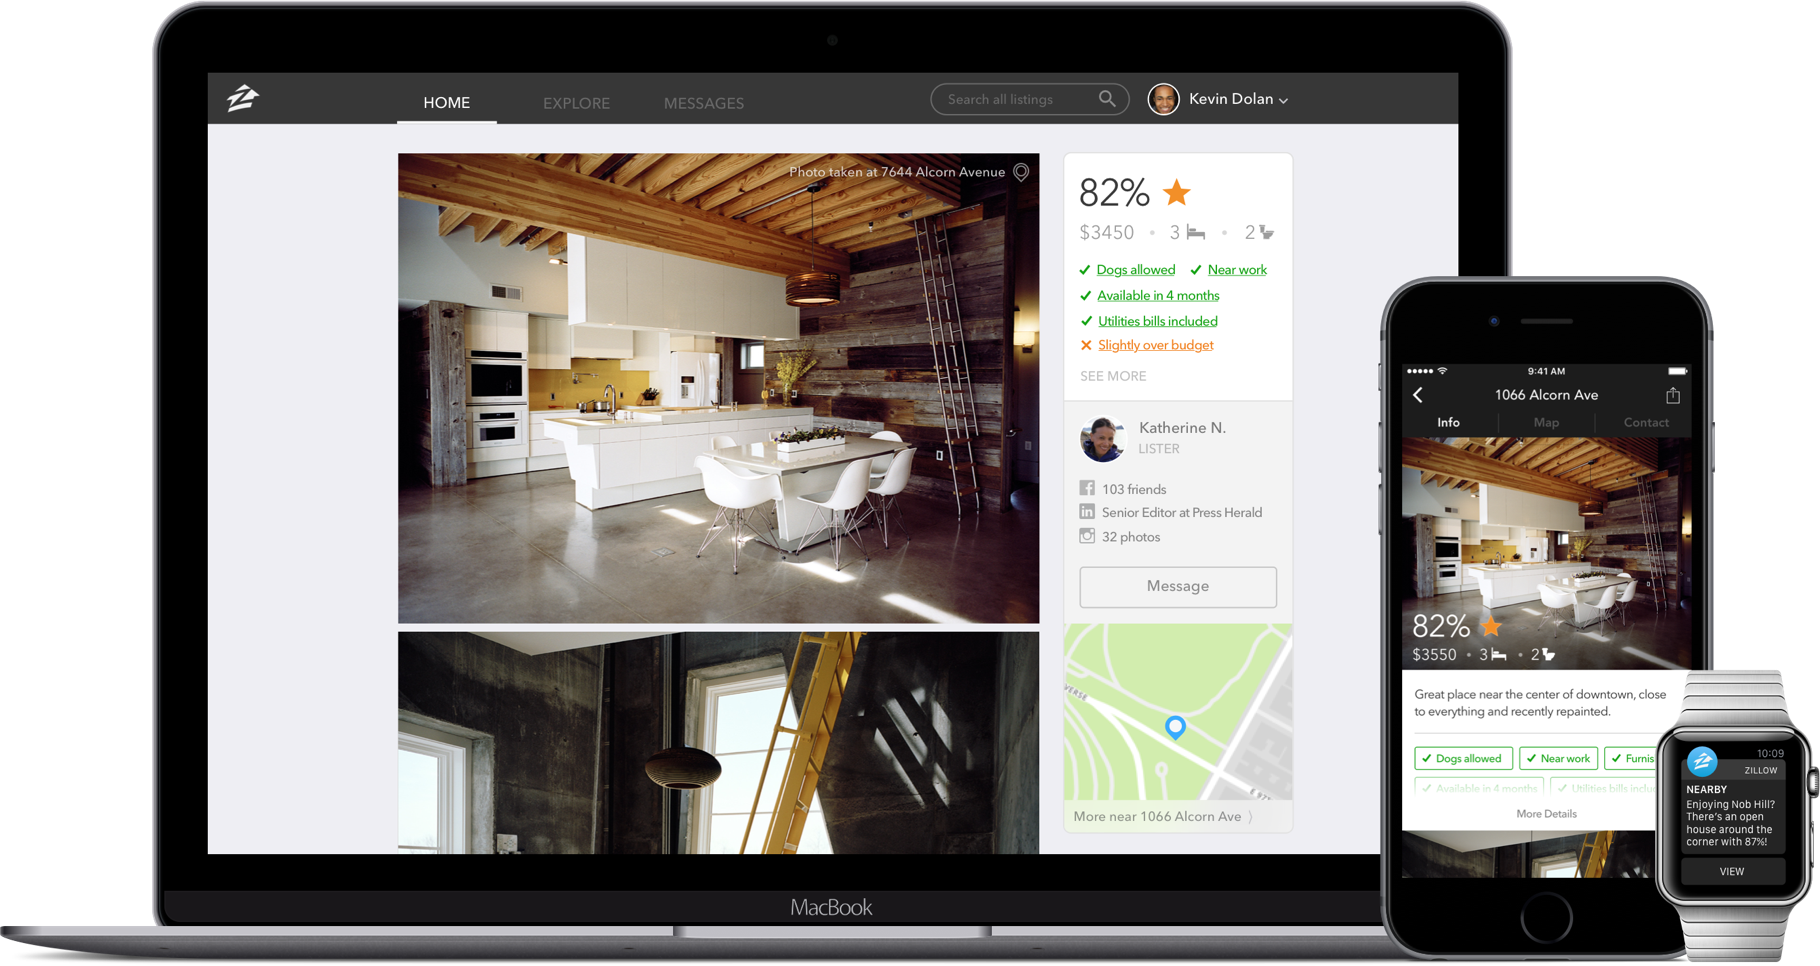 HOME
EXPLORE
MESSAGES
Search all listings
Kevin Dolan
Photo taken at 7644 Alcorn Avenue
82%
$3450 • 3 • 2
Dogs allowed
Near work
Available in 4 months
Utilities bills included
Slightly over budget
SEE MORE
Katherine N.
LISTER
103 friends
in Senior Editor at Press Herald
32 photos
Message
VERSE
More near 1066 Alcorn Ave
MacBook
9:41 AM
1066 Alcorn Ave
Info
Map
Contact
82%
$3550 • 3 • 2
Great place near the center of downtown, close
to everything and recently repainted.
Dogs allowed
Near work
Furnis
Available in 4 months
Utilities bills inclu
More Details
10:09
ZILLOW
NEARBY
Enjoying Nob Hill?
There's an open
house around the
corner with 87%!
VIEW